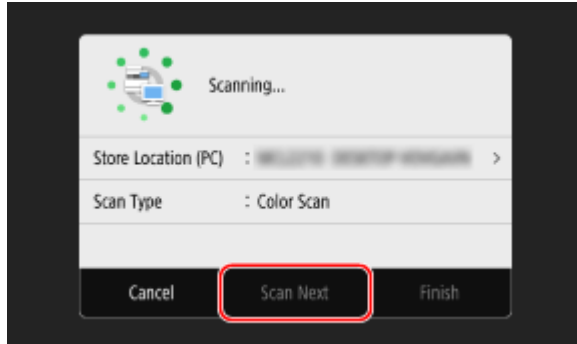 Scanning...
Store Location (PC) :
Scan Type : Color Scan
Cancel Scan Next Finish